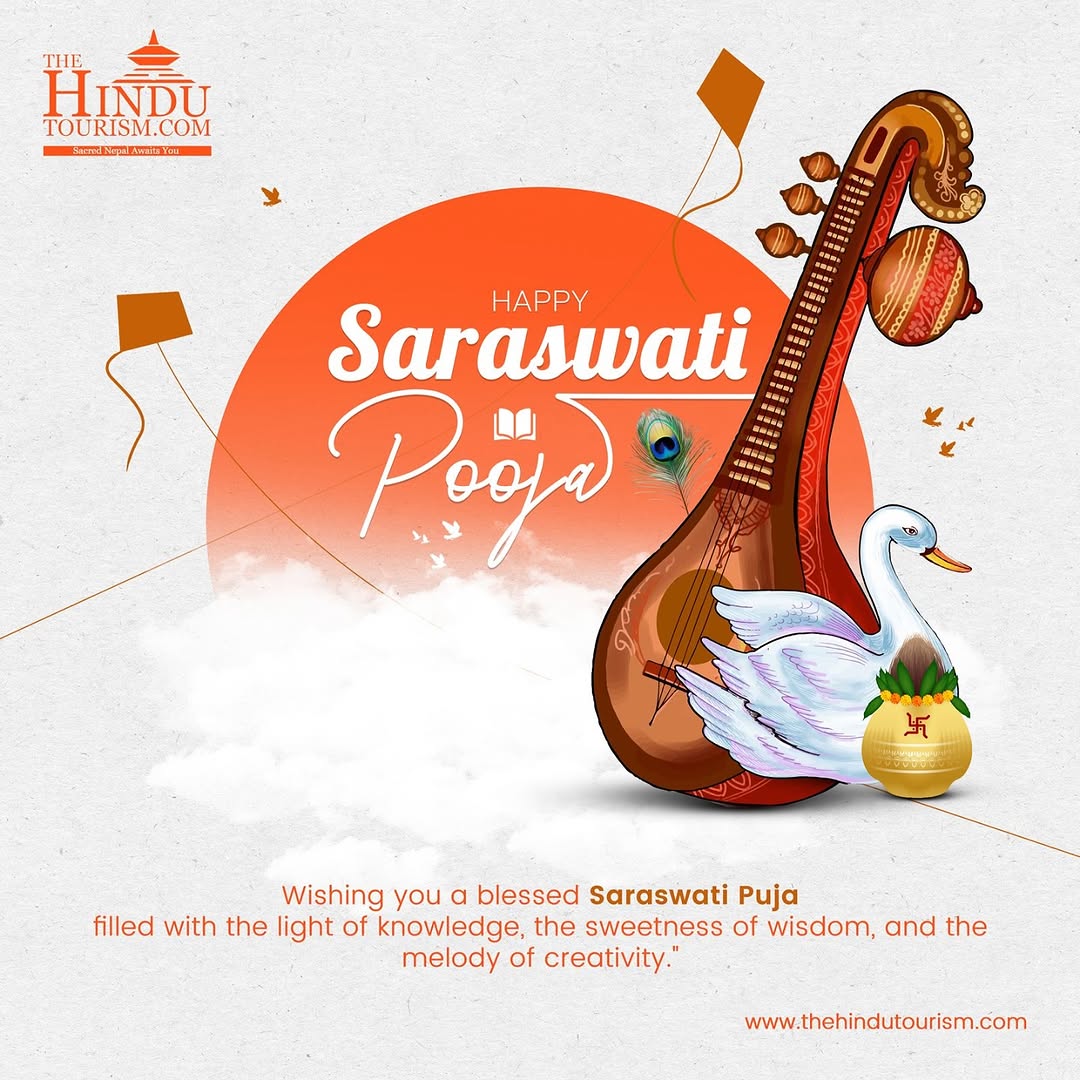 THE
HINDU
TOURISM.COM
Sacred Nepal Awaits You
HAPPY
Saraswati
Pooja
Wishing you a blessed Saraswati Puja
filled with the light of knowledge, the sweetness of wisdom, and the
melody of creativity."
www.thehindutourism.com